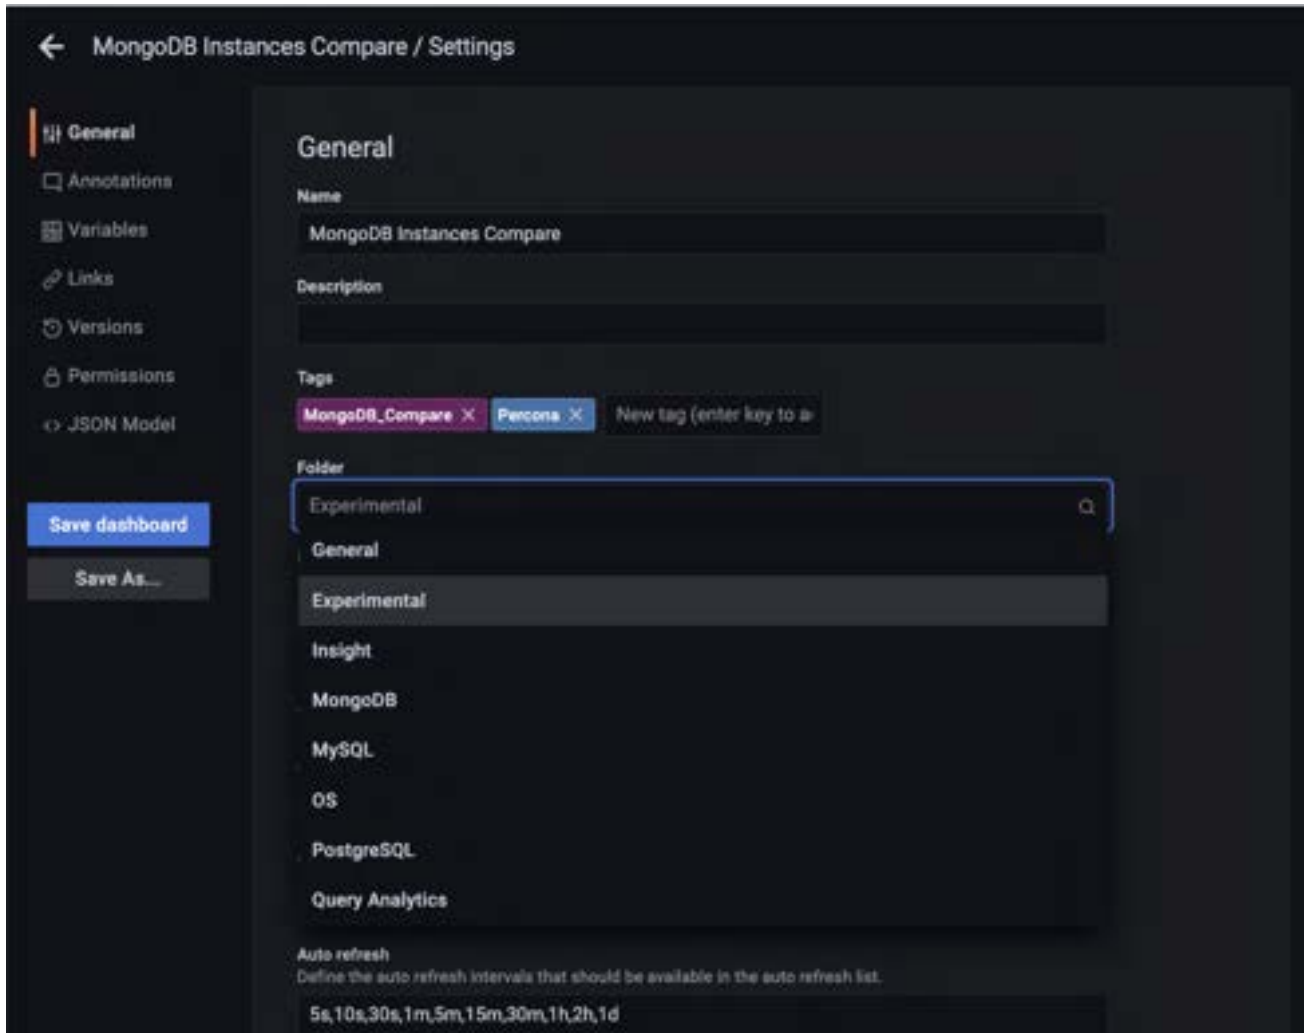 MongoDB Instances Compare / Settings
General
Annotations
Variables
Links
Versions
Permissions
JSON Model
Save dashboard
Save As...
General
Name
MongoDB Instances Compare
Description
Tags
MongoDB_Compare
Percona
New tag (enter key to a
Folder
Experimental
General
Experimental
Insight
MongoDB
MySQL
OS
PostgreSQL
Query Analytics
Auto refresh
Define the auto refresh intervals that should be available in the auto refresh list.
5s,10s,30s,1m,5m,15m,30m,1h,2h,1d